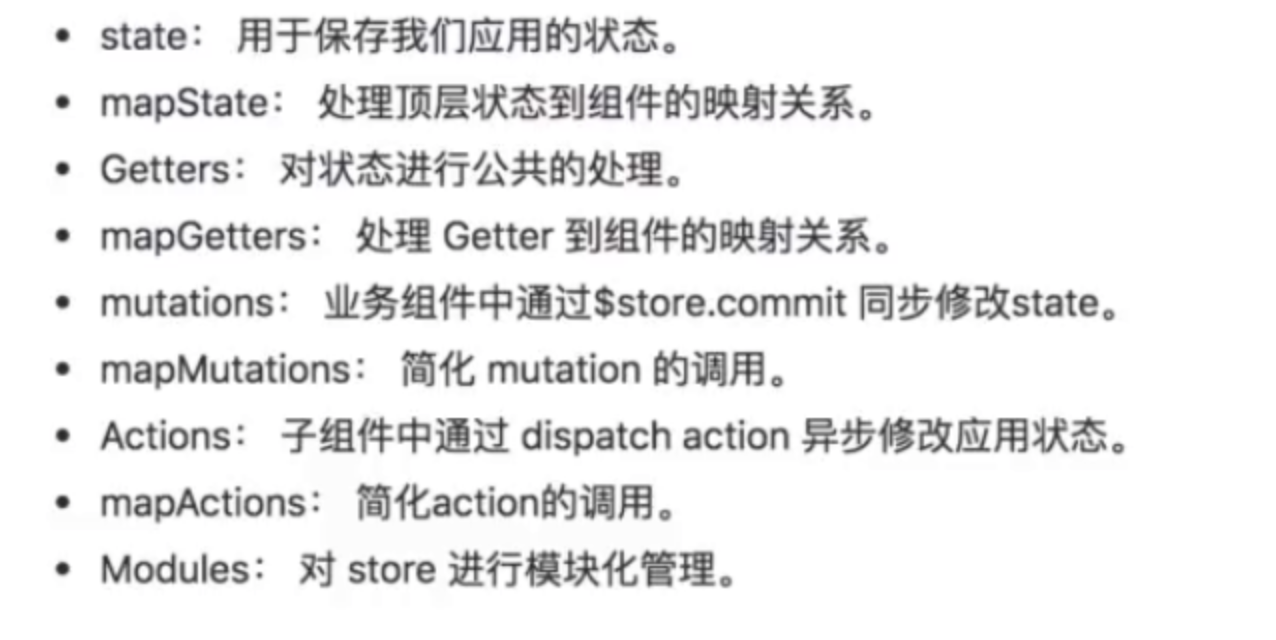 • state： 用于保存我们应用的状态。
• mapState： 处理顶层状态到组件的映射关系。
• Getters： 对状态进行公共的处理。
• mapGetters： 处理 Getter 到组件的映射关系。
• mutations： 业务组件中通过$store.commit 同步修改state。
• mapMutations： 简化 mutation 的调用。
• Actions： 子组件中通过 dispatch action 异步修改应用状态。
• mapActions： 简化action的调用。
• Modules： 对 store 进行模块化管理。